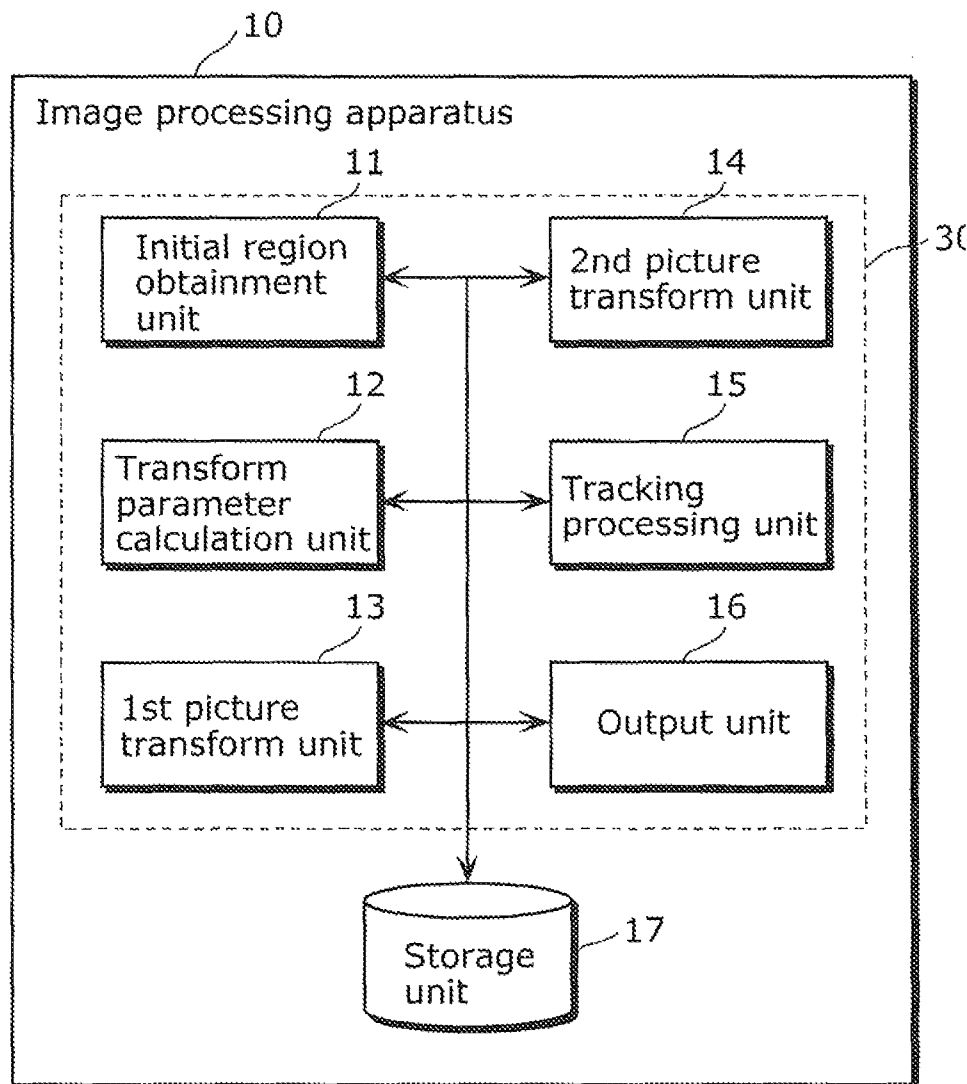 10
Image processing apparatus
11
14
Initial region
obtainment
unit
2nd picture
transform unit
30
12
15
Transform
parameter
calculation unit
Tracking
processing unit
13
16
1st picture
transform unit
Output unit
Storage
unit
17